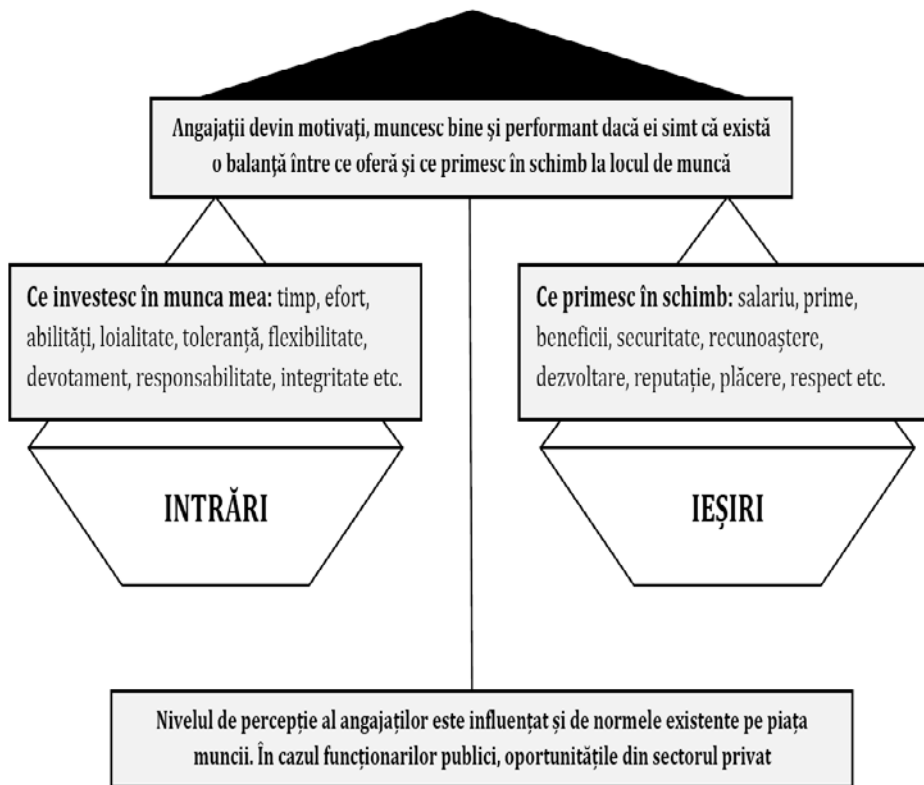 Angajații devin motivați, muncesc bine și performant dacă ei simt că există
o balanță între ce oferă și ce primesc în schimb la locul de muncă
Ce investesc în munca mea: timp, efort,
abilități, loialitate, toleranță, flexibilitate,
devotament, responsabilitate, integritate etc.
Ce primesc în schimb: salariu, prime,
beneficii, securitate, recunoaștere,
dezvoltare, reputație, plăcere, respect etc.
INTRĂRI
IEȘIRI
Nivelul de percepție al angajaților este influențat și de normele existente pe piața
muncii. În cazul funcționarilor publici, oportunitățile din sectorul privat